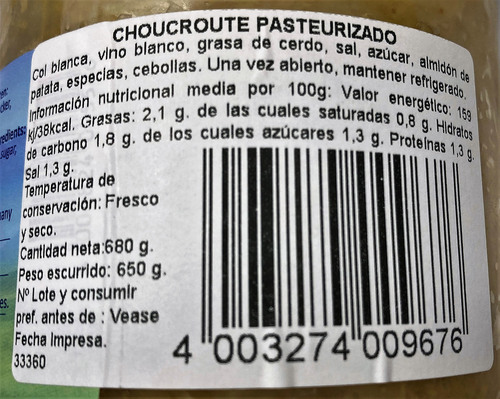 CHOUCROUTE PASTEURIZADO
Col blanca, vino blanco, grasa de cerdo, sal, azúcar, almidón de
patata, especias, cebollas. Una vez abierto, mantener refrigerado.
Información nutricional media por 100g: Valor energético: 159
kj/38kcal. Grasas: 2,1 g. de las cuales saturadas 0,8 g. Hidratos
de carbono 1,8 g. de los cuales azúcares 1,3 g. Proteínas 1,3 g.
Sal 1,3 g.
Temperatura de
conservación: Fresco
y seco.
Cantidad neta:680 g.
Peso escurrido: 650 g.
Nº Lote y consumir
pref. antes de : Vease
Fecha Impresa.
33360
4 003274 009676